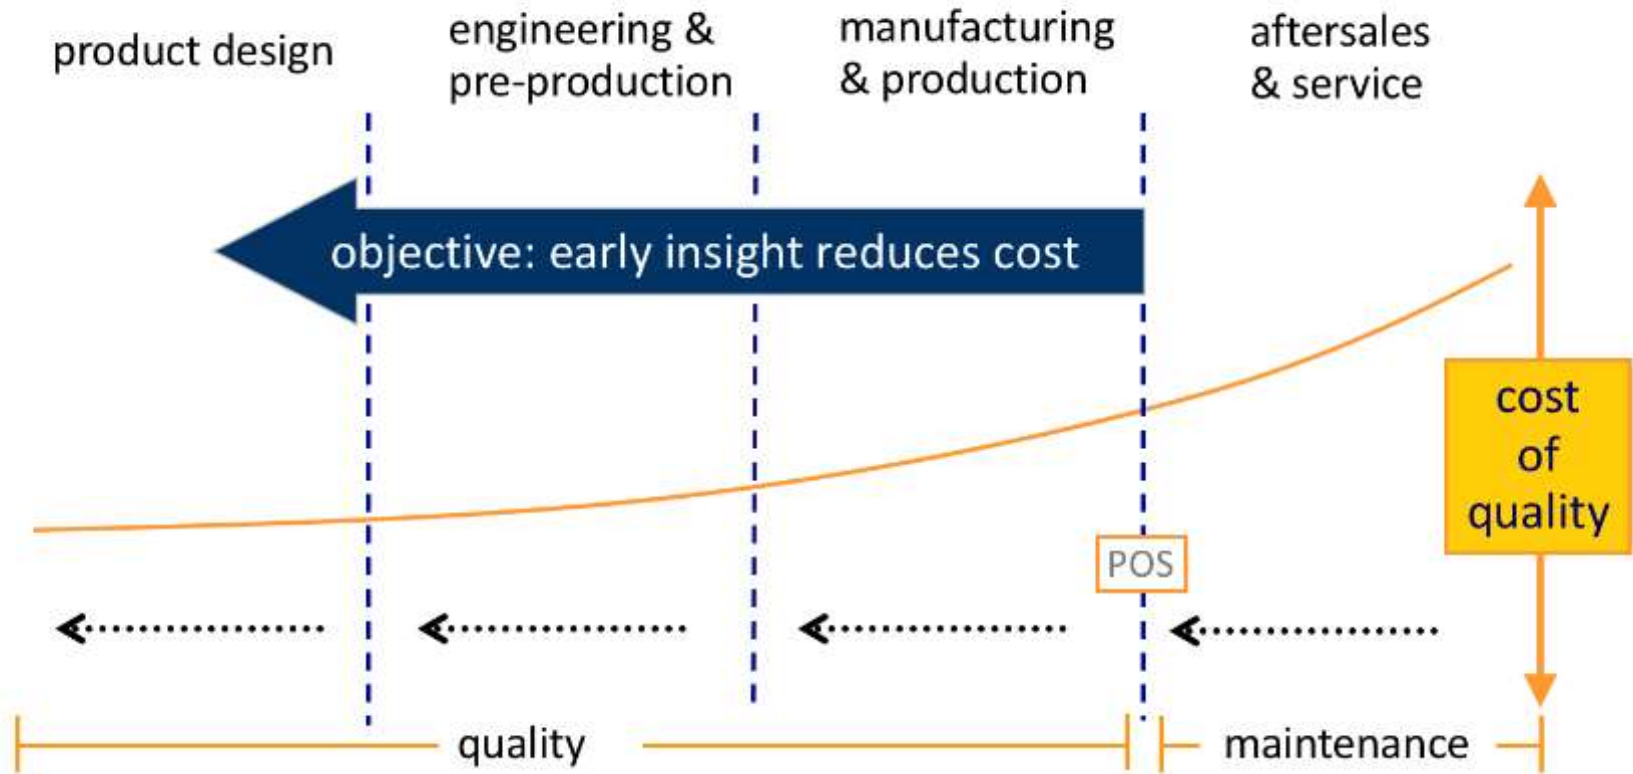 product design
engineering &
pre-production
manufacturing
& production
aftersales
& service
objective: early insight reduces cost
cost
of
quality
POS
quality
maintenance